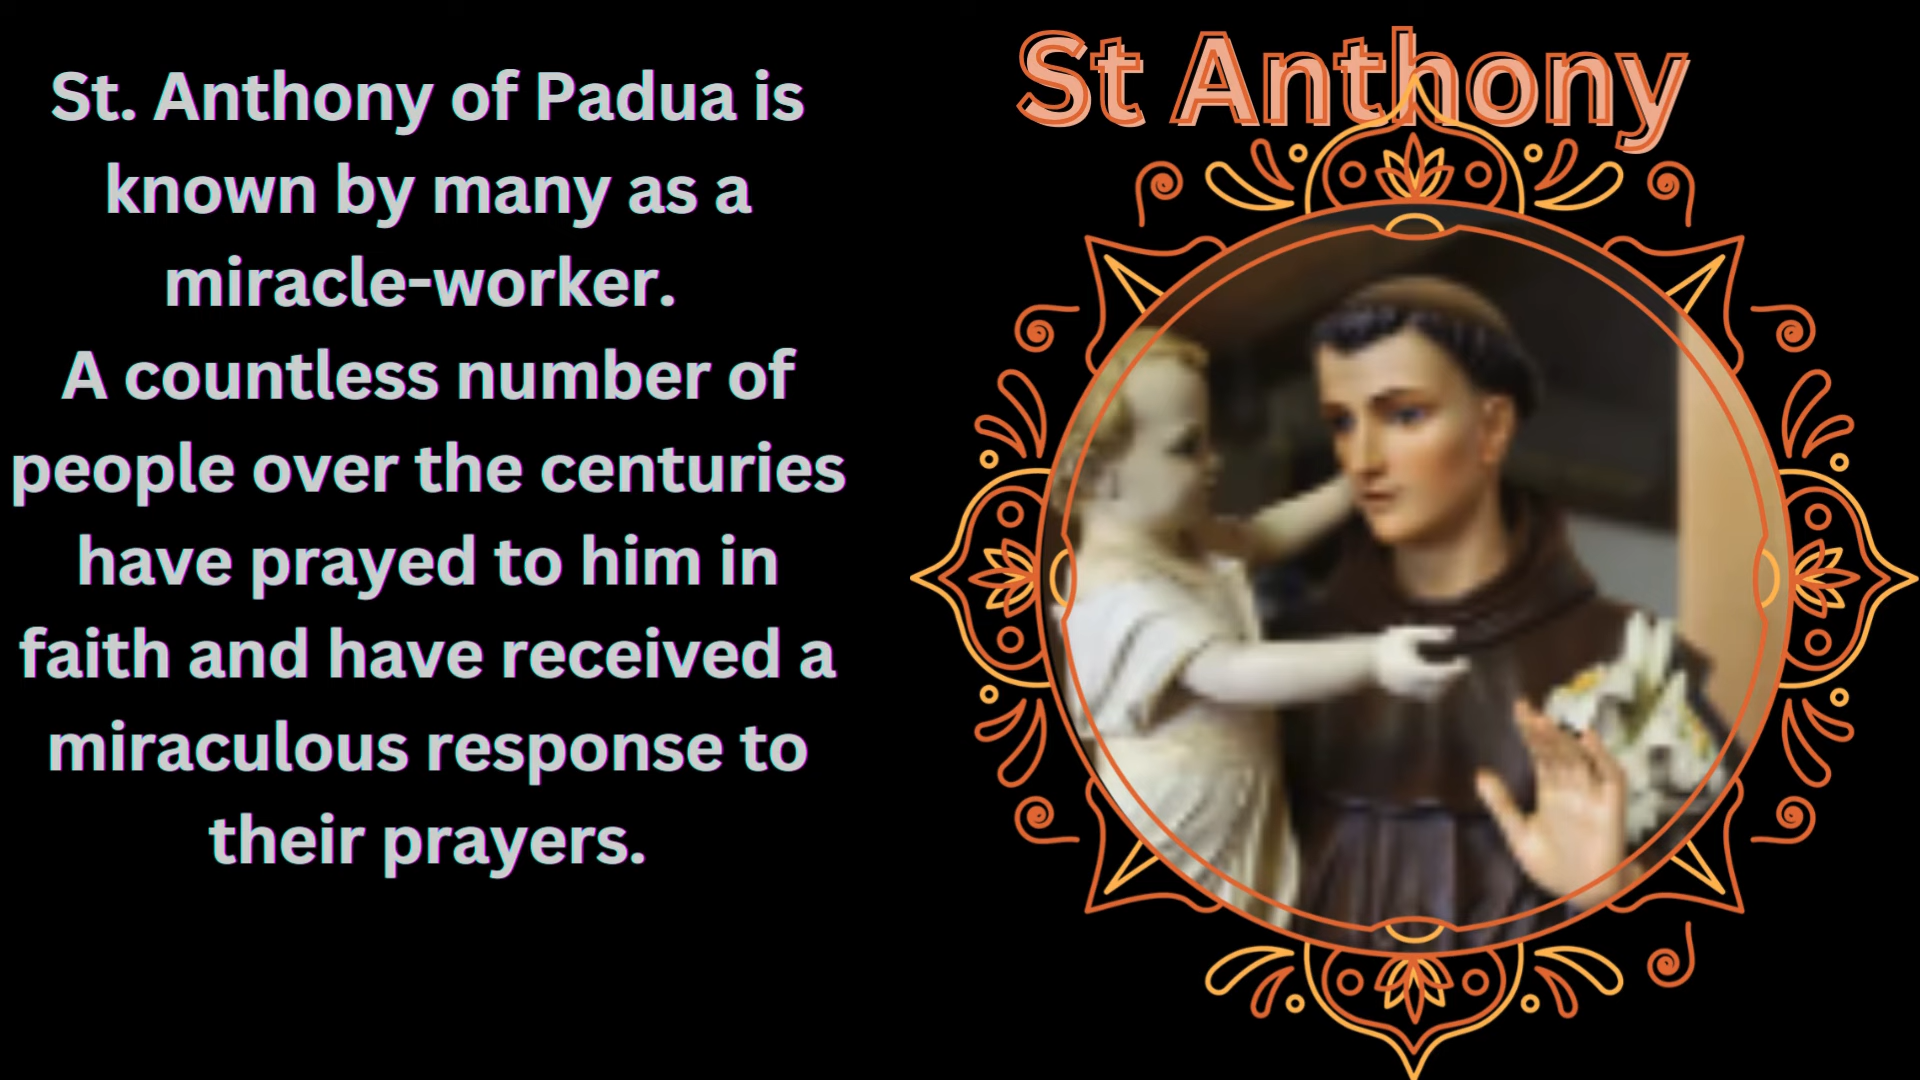 St Anthony
St. Anthony of Padua is
known by many as a
miracle-worker.
A countless number of
people over the centuries
have prayed to him in
faith and have received a
miraculous response to
their prayers.